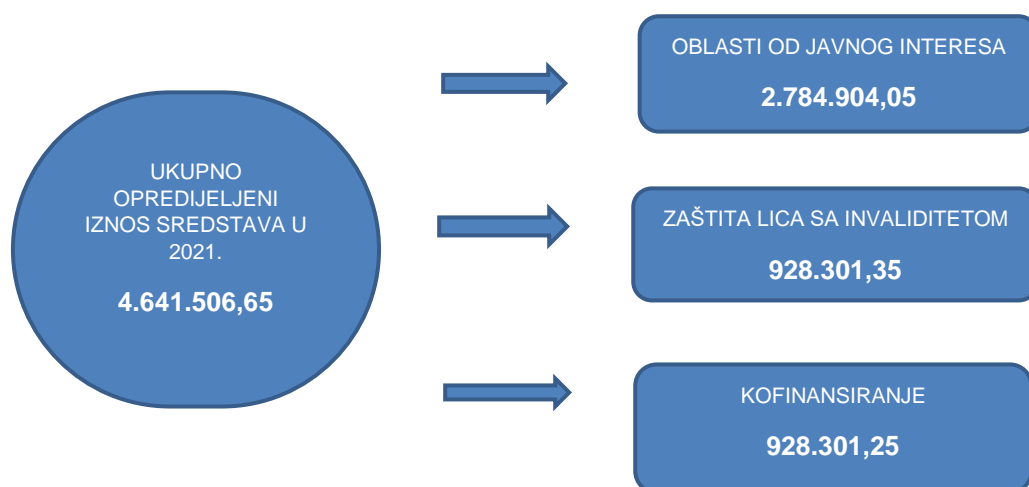 UKUPNO
OPREDIJELJENI
IZNOS SREDSTAVA U
2021.
4.641.506,65
OBLASTI OD JAVNOG INTERESA
2.784.904,05
ZAŠTITA LICA SA INVALIDITETOM
928.301,35
KOFINANSIRANJE
928.301,25